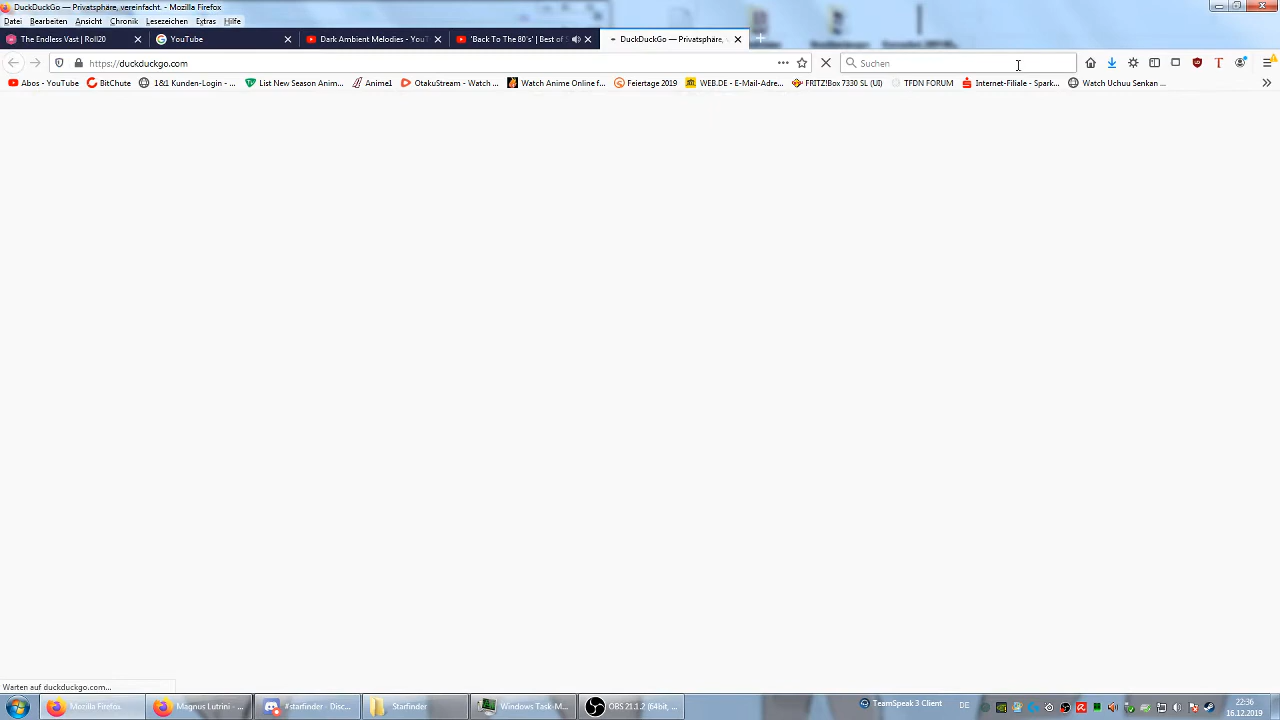 DuckDuckGo — Privatsphäre, vereinfacht. - Mozilla Firefox
Datei Bearbeiten Ansicht Chronik Lesezeichen Extras Hilfe
The Endless Vast | Roll20
YouTube
Dark Ambient Melodies - YouT
'Back To The 80's' | Best of S
DuckDuckGo — Privatsphäre,
https://duckduckgo.com
Suchen
Abos - YouTube
BitChute
1&1 Kunden-Login - ...
List New Season Anim...
Anime1
OtakuStream - Watch ...
Watch Anime Online f...
Feiertage 2019
WEB.DE - E-Mail-Adre...
FRITZ!Box 7330 SL (UI)
TFDN FORUM
Internet-Filiale - Spark...
Watch Uchuu Senkan ...
Warten auf duckduckgo.com...
Mozilla Firefox
Magnus Lutrini - ...
#starfinder - Disc...
Starfinder
Windows Task-M...
OBS 21.1.2 (64bit, ...
TeamSpeak 3 Client
DE
22:36
16.12.2019